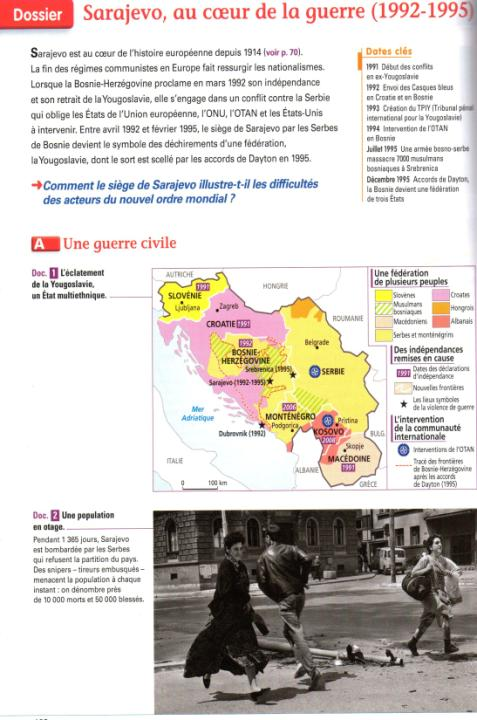 Dossier
Sarajevo, au cœur de la guerre (1992-1995)
Sarajevo est au cœur de l'histoire européenne depuis 1914 (voir p. 70).
La fin des régimes communistes en Europe fait ressurgir les nationalismes.
Lorsque la Bosnie-Herzégovine proclame en mars 1992 son indépendance
et son retrait de la Yougoslavie, elle s'engage dans un conflit contre la Serbie
qui oblige les États de l'Union européenne, l'ONU, l'OTAN et les États-Unis
à intervenir. Entre avril 1992 et février 1995, le siège de Sarajevo par les Serbes
de Bosnie devient le symbole des déchirements d'une fédération,
la Yougoslavie, dont le sort est scellé par les accords de Dayton en 1995.
➔Comment le siège de Sarajevo illustre-t-il les difficultés
des acteurs du nouvel ordre mondial ?
Dates clés
1991 Début des conflits
en ex-Yougoslavie
1992 Envoi des Casques bleus
en Croatie et en Bosnie
1993 Création du TPIY (Tribunal pénal
international pour la Yougoslavie)
1994 Intervention de l'OTAN
en Bosnie
Juillet 1995 Une armée bosno-serbe
massacre 7000 musulmans
bosniaques à Srebrenica
Décembre 1995 Accords de Dayton,
la Bosnie devient une fédération
de trois États
A Une guerre civile
Doc. 1 L'éclatement
de la Yougoslavie,
un État multiethnique.
AUTRICHE
HONGRIE
ROUMANIE
SLOVÉNIE
1991
Ljubljana
Zagreb
CROATIE 1991
Belgrade
1992
BOSNIE-
HERZÉGOVINE
Srebrenica (1995)
SERBIE
Sarajevo (1992-1995)
Mer
Adriatique
2006
MONTÉNÉGRO
Podgorica
Pristina
KOSOVO
2008
BULG.
Dubrovnik (1992)
Skopje
MACÉDOINE
1991
ITALIE
ALBANIE
GRÈCE
0 100 km
Une fédération
de plusieurs peuples
Slovènes
Croates
Musulmans
bosniaques
Hongrois
Macédoniens
Albanais
Serbes et monténégrins
Des indépendances
remises en cause
1991 Dates des déclarations
d'indépendance
Nouvelles frontières
Les lieux symboles
de la violence de guerre
L'intervention
de la communauté
internationale
Interventions de l'OTAN
Tracé des frontières
de Bosnie-Herzégovine
après les accords
de Dayton (1995)
Doc. 2 Une population
en otage.
Pendant 1 365 jours, Sarajevo
est bombardée par les Serbes
qui refusent la partition du pays.
Des snipers – tireurs embusqués –
menacent la population à chaque
instant : on dénombre près
de 10 000 morts et 50 000 blessés.